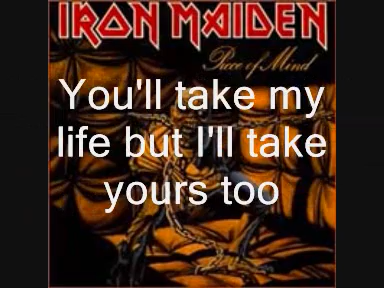 IRON MAIDEN
Piece of Mind
You'll take my
life but I'll take
yours too